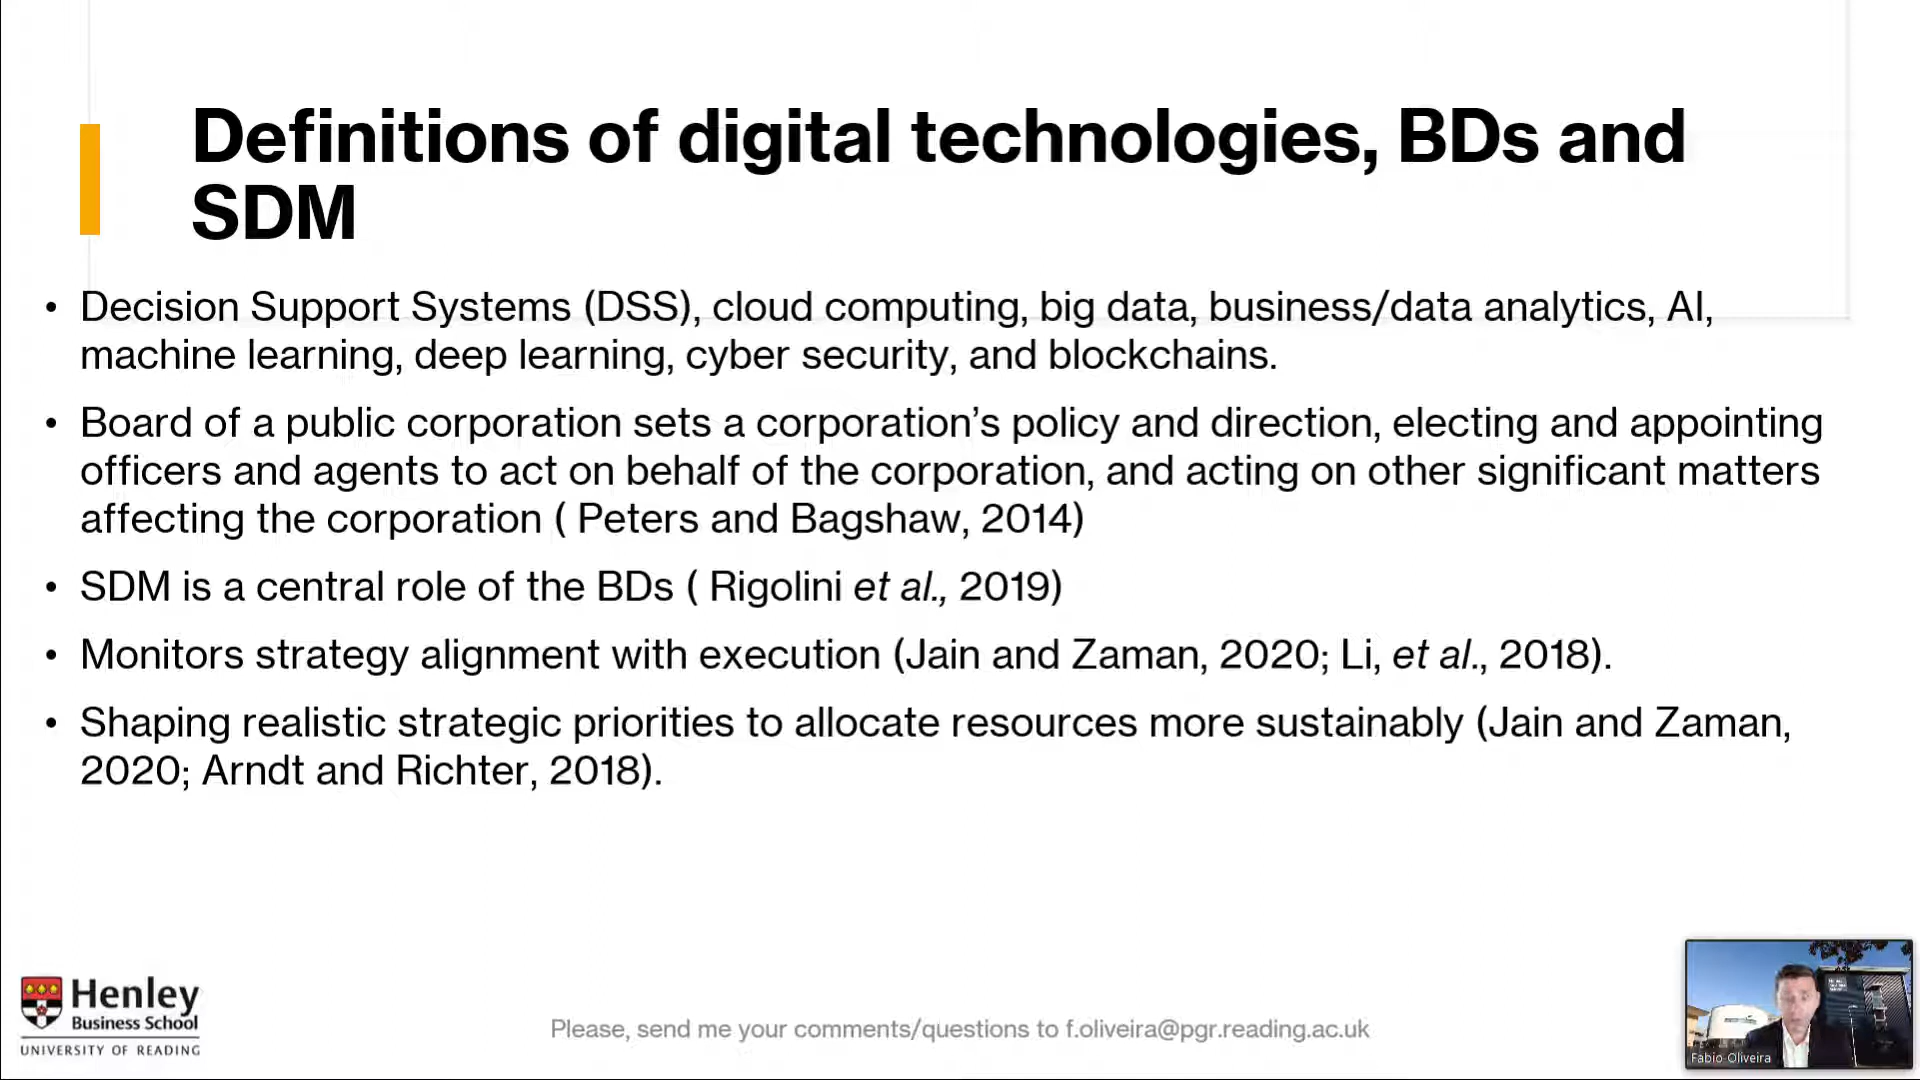 Definitions of digital technologies, BDs and
SDM
• Decision Support Systems (DSS), cloud computing, big data, business/data analytics, AI,
machine learning, deep learning, cyber security, and blockchains.
• Board of a public corporation sets a corporation’s policy and direction, electing and appointing
officers and agents to act on behalf of the corporation, and acting on other significant matters
affecting the corporation ( Peters and Bagshaw, 2014)
• SDM is a central role of the BDs ( Rigolini et al., 2019)
• Monitors strategy alignment with execution (Jain and Zaman, 2020; Li, et al., 2018).
• Shaping realistic strategic priorities to allocate resources more sustainably (Jain and Zaman,
2020; Arndt and Richter, 2018).
Henley
Business School
UNIVERSITY OF READING
Please, send me your comments/questions to f.oliveira@pgr.reading.ac.uk
Fabio Oliveira